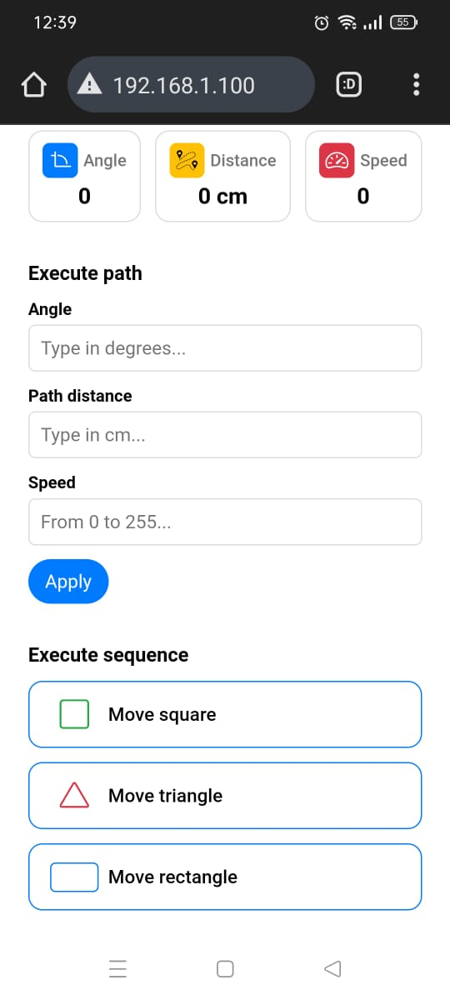 12:39
55
192.168.1.100
:D
Angle
0
Distance
0 cm
Speed
0
Execute path
Angle
Type in degrees...
Path distance
Type in cm...
Speed
From 0 to 255...
Apply
Execute sequence
Move square
Move triangle
Move rectangle